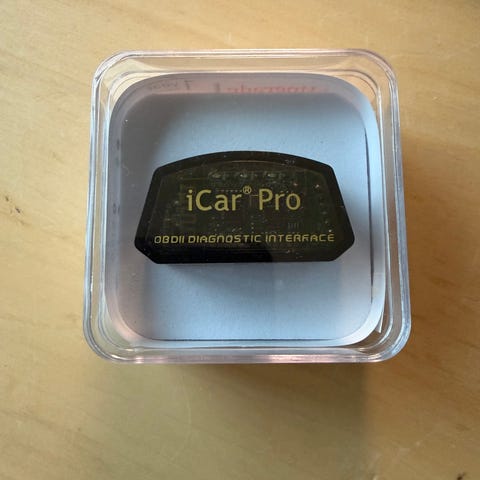 iCar® Pro
OBDII DIAGNOSTIC INTERFACE